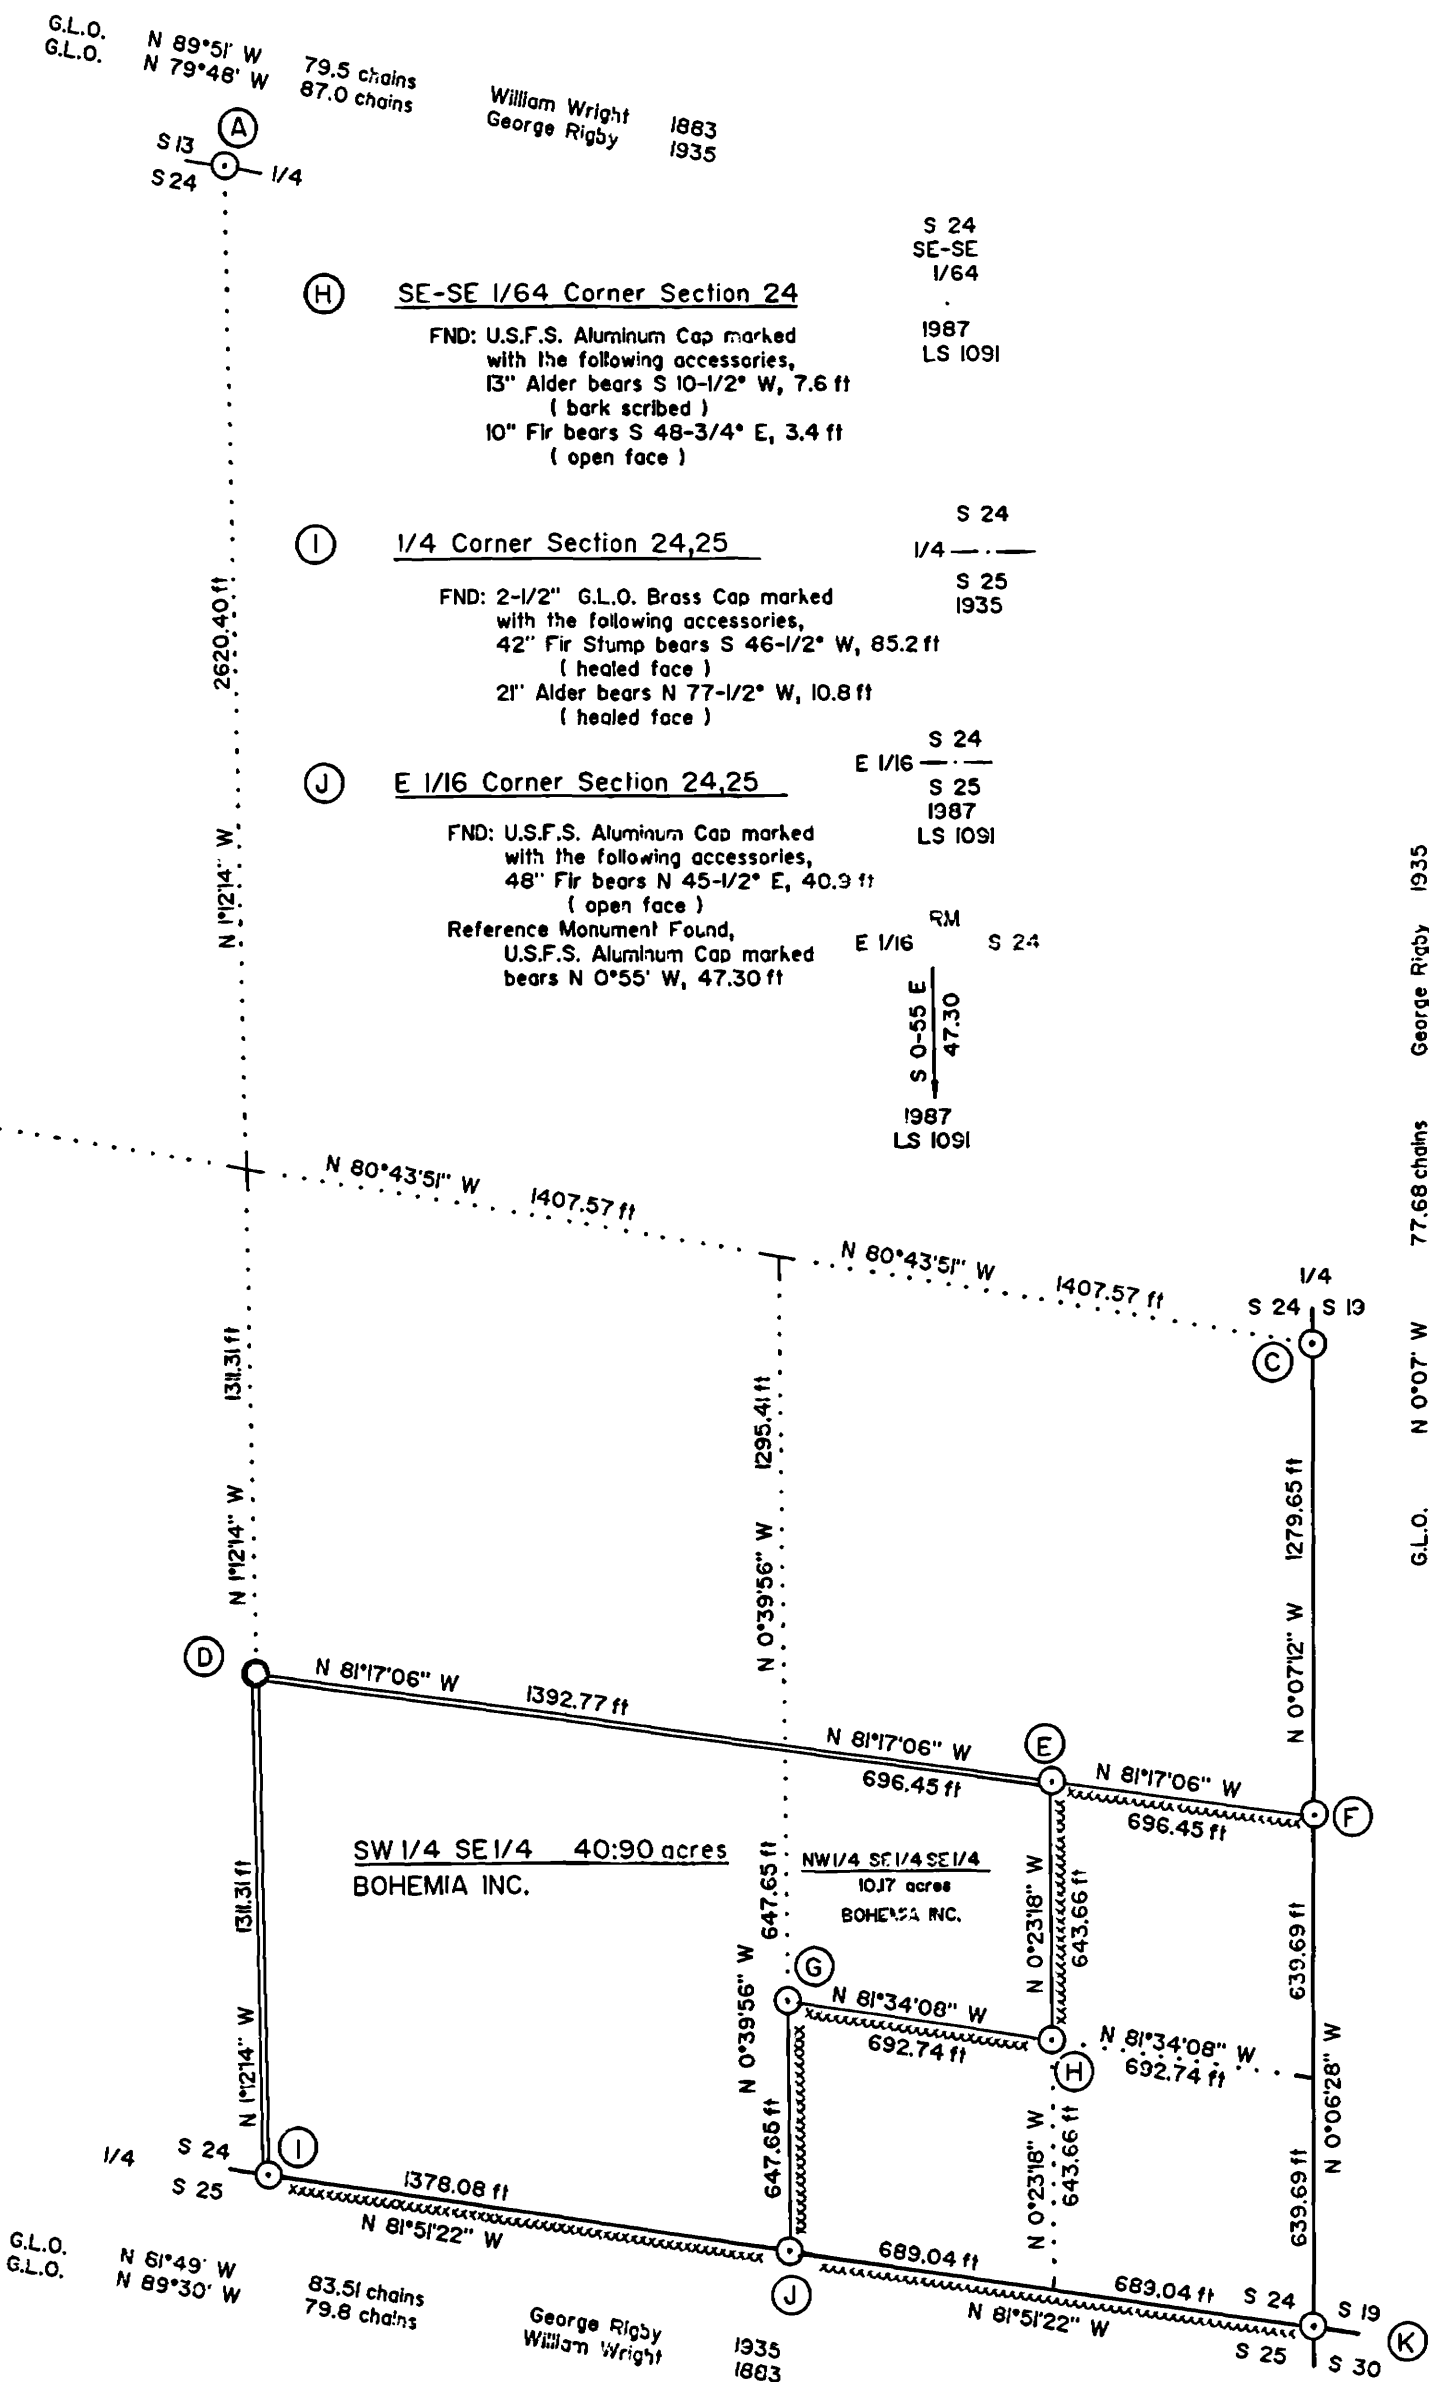 G.L.O. N 89°51' W 79.5 chains William Wright 1883
G.L.O. N 79°48' W 87.0 chains George Rigby 1935
A
S 13
S 24
1/4
S 24
SE-SE
1/64
1987
LS 1091
H SE-SE 1/64 Corner Section 24
FND: U.S.F.S. Aluminum Cap marked
with the following accessories,
13" Alder bears S 10-1/2° W, 7.6 ft
( bark scribed )
10" Fir bears S 48-3/4° E, 3.4 ft
( open face )
I 1/4 Corner Section 24,25
S 24
1/4
S 25
1935
FND: 2-1/2" G.L.O. Brass Cap marked
with the following accessories,
42" Fir Stump bears S 46-1/2° W, 85.2 ft
( healed face )
21" Alder bears N 77-1/2° W, 10.8 ft
( healed face )
J E 1/16 Corner Section 24,25
S 24
E 1/16
S 25
1987
LS 1091
FND: U.S.F.S. Aluminum Cap marked
with the following accessories,
48" Fir bears N 45-1/2° E, 40.9 ft
( open face )
Reference Monument Found,
U.S.F.S. Aluminum Cap marked
bears N 0°55' W, 47.30 ft
RM
E 1/16 S 24
S 0-55 E
47.30
1987
LS 1091
2620.40 ft
N 1°12'14" W
G.L.O. N 0°07' W 77.68 chains George Rigby 1935
N 80°43'51" W 1407.57 ft
N 80°43'51" W 1407.57 ft
1/4
S 24 S 19
C
1311.31 ft
N 1°12'14" W
1295.41 ft
N 0°39'56" W
1279.65 ft
N 0°07'12" W
D
N 81°17'06" W 1392.77 ft
N 81°17'06" W
696.45 ft
E
N 81°17'06" W
696.45 ft
F
SW 1/4 SE 1/4 40.90 acres
BOHEMIA INC.
NW 1/4 SE 1/4 SE 1/4
10.17 acres
BOHEMIA INC.
1311.31 ft
N 1°12'14" W
647.65 ft
N 0°39'56" W
647.65 ft
N 0°23'18" W
643.66 ft
639.69 ft
G
N 81°34'08" W
692.74 ft
H
N 81°34'08" W
692.74 ft
N 0°23'18" W
643.66 ft
N 0°06'28" W
639.69 ft
1/4
S 24
S 25
I
1378.08 ft
N 81°51'22" W
J
689.04 ft
689.04 ft
N 81°51'22" W
S 24 S 19
S 25 S 30
K
G.L.O. N 81°49' W 83.51 chains George Rigby 1935
G.L.O. N 89°30' W 79.8 chains William Wright 1883